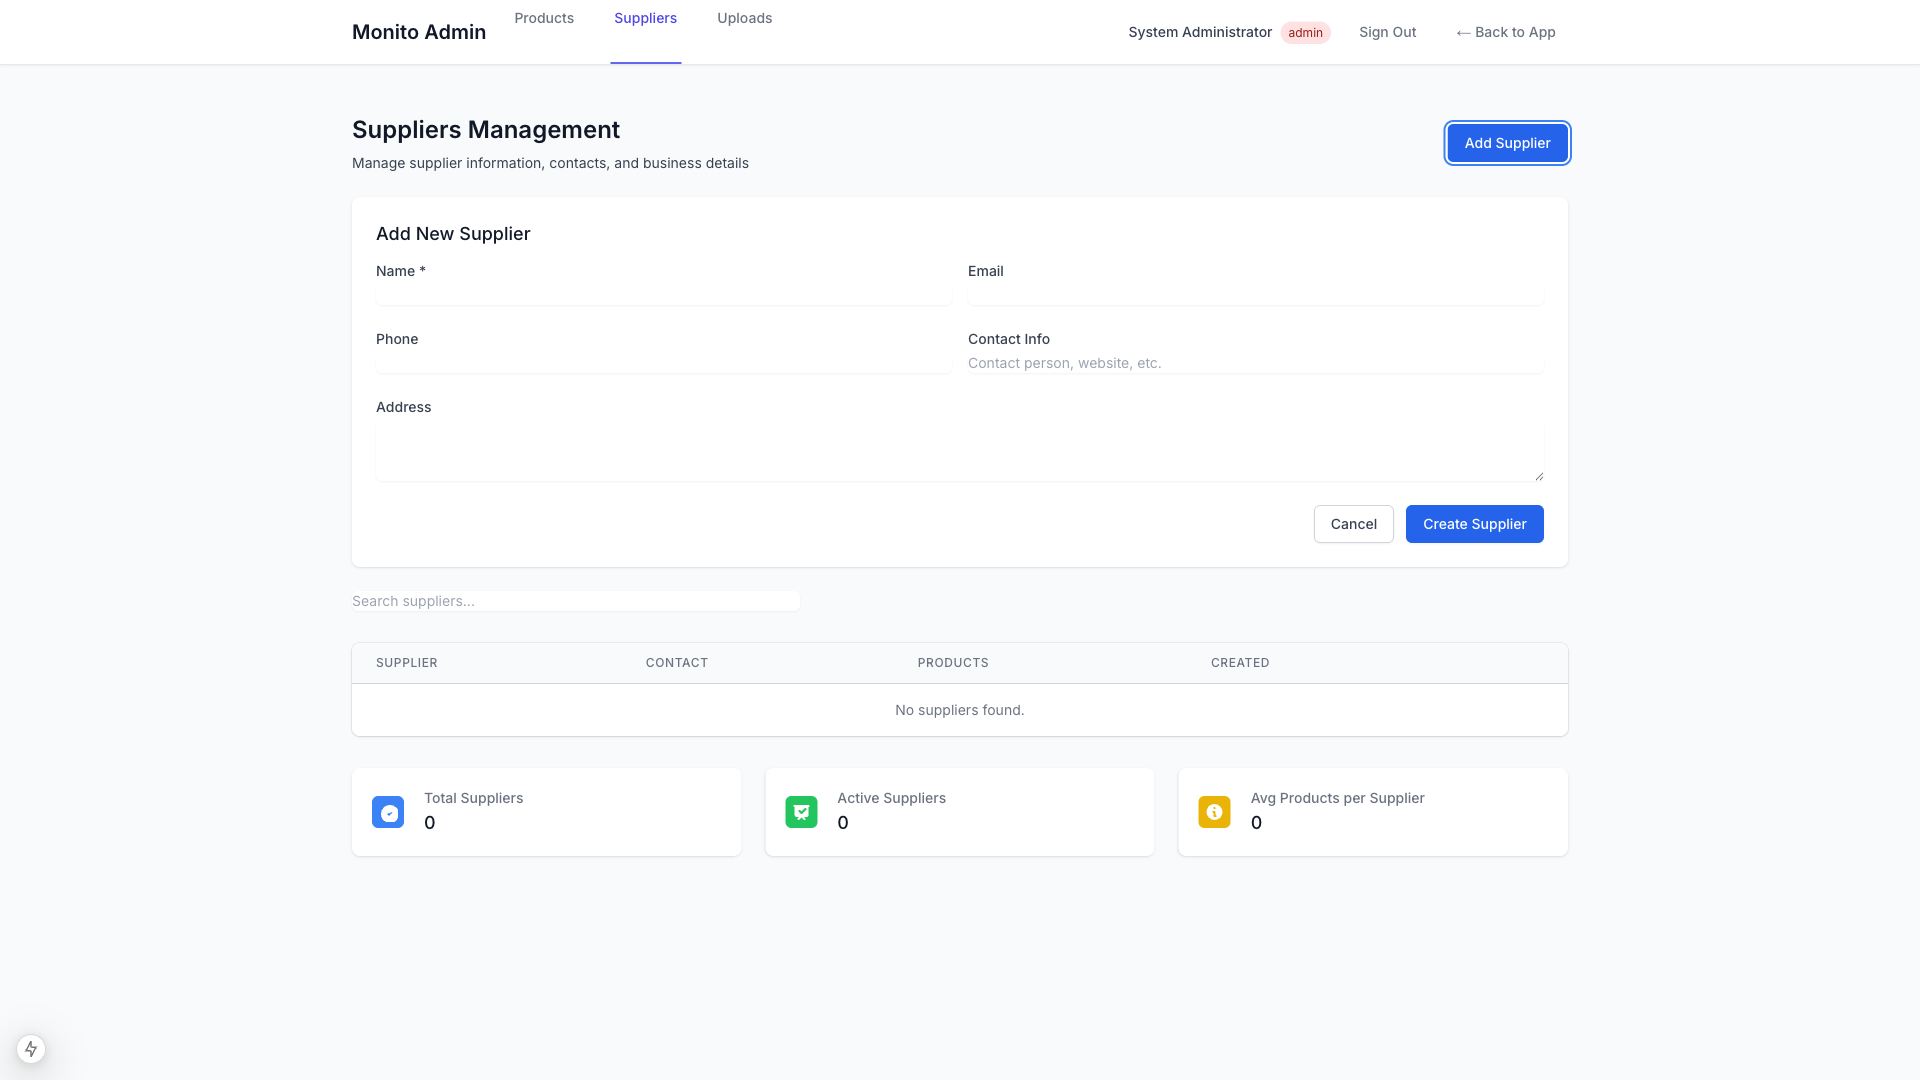 Monito Admin
Products
Suppliers
Uploads
System Administrator
admin
Sign Out
← Back to App
Suppliers Management
Manage supplier information, contacts, and business details
Add Supplier
Add New Supplier
Name *
Email
Phone
Contact Info
Contact person, website, etc.
Address
Cancel
Create Supplier
Search suppliers...
SUPPLIER CONTACT PRODUCTS CREATED
No suppliers found.
Total Suppliers
0
Active Suppliers
0
Avg Products per Supplier
0